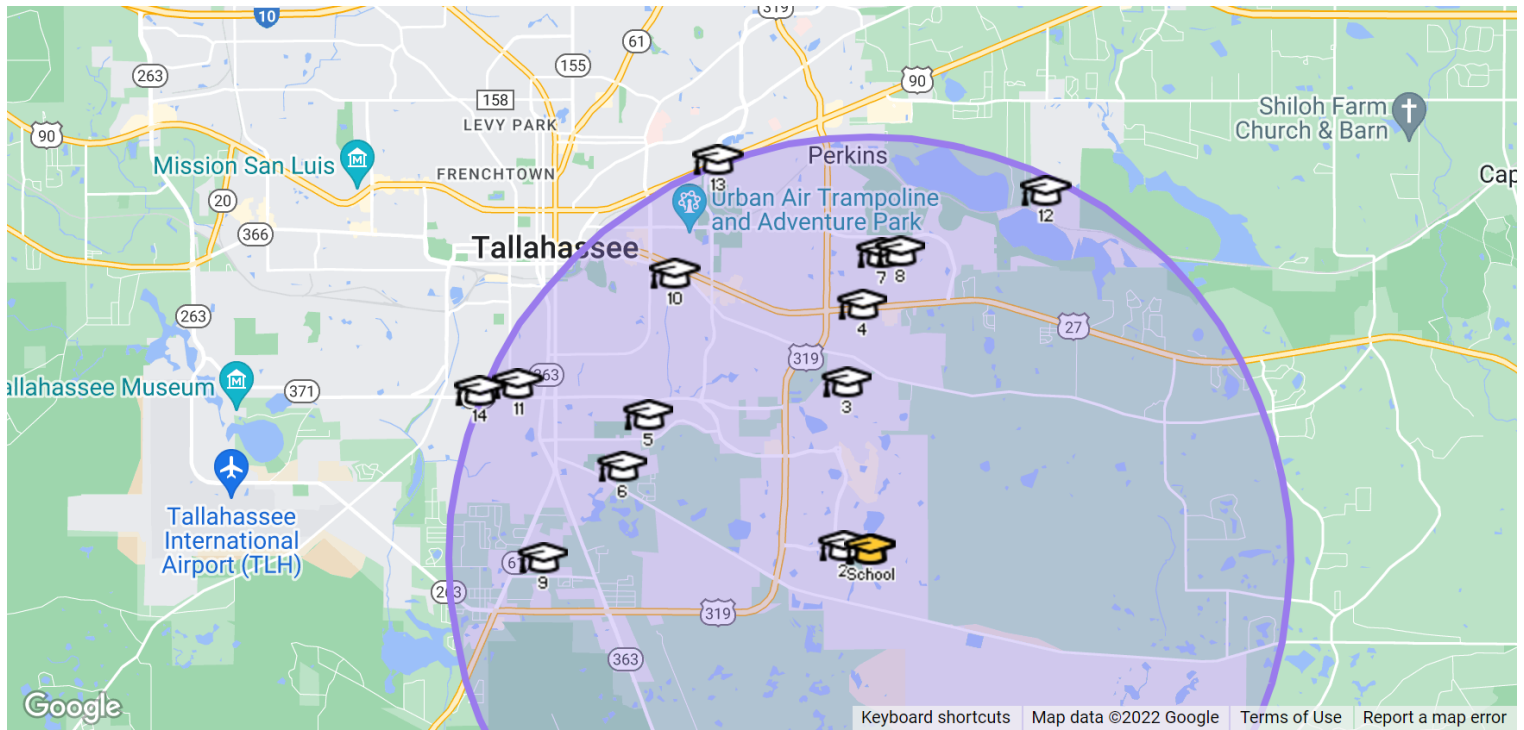 319
10
61
155
263
90
158
LEVY PARK
90
Shiloh Farm
Church & Barn
Mission San Luis
FRENCHTOWN
13
Perkins
Cap
20
Urban Air Trampoline
and Adventure Park
12
366
Tallahassee
7
8
10
263
4
27
319
allahassee Museum
371
14
11
363
3
5
6
Tallahassee
International
Airport (TLH)
9
2
School
263
319
363
Google
Keyboard shortcuts
Map data ©2022 Google
Terms of Use
Report a map error